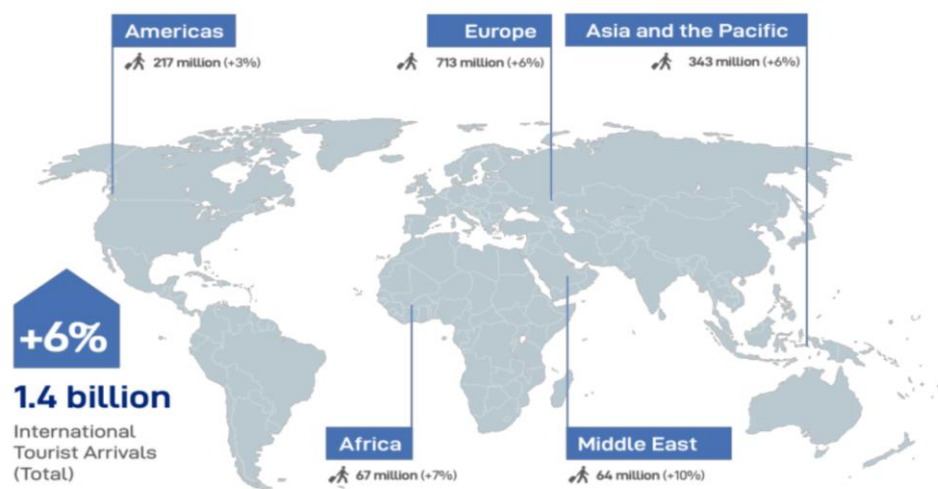 Americas
217 million (+3%)
Europe
713 million (+6%)
Asia and the Pacific
343 million (+6%)
+6%
1.4 billion
International
Tourist Arrivals
(Total)
Africa
67 million (+7%)
Middle East
64 million (+10%)